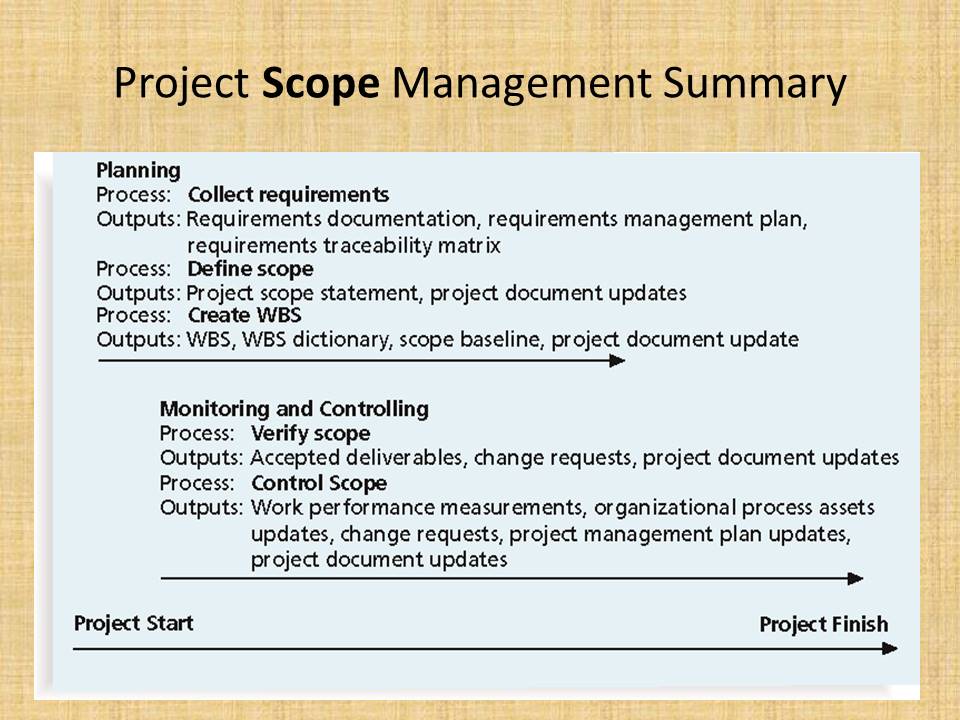 Project Scope Management Summary
Planning
Process: Collect requirements
Outputs: Requirements documentation, requirements management plan,
requirements traceability matrix
Process: Define scope
Outputs: Project scope statement, project document updates
Process: Create WBS
Outputs: WBS, WBS dictionary, scope baseline, project document update
Monitoring and Controlling
Process: Verify scope
Outputs: Accepted deliverables, change requests, project document updates
Process: Control Scope
Outputs: Work performance measurements, organizational process assets
updates, change requests, project management plan updates,
project document updates
Project Start Project Finish